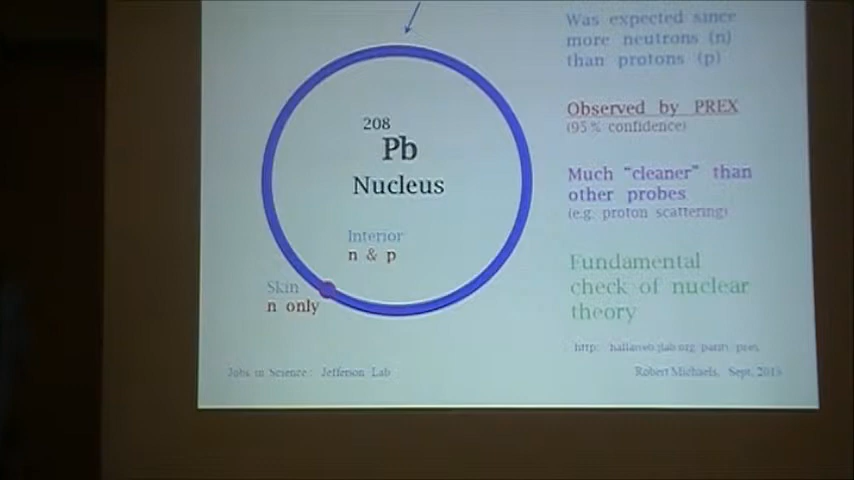 208
Pb
Nucleus
Interior
n & p
Skin
n only
Was expected since
more neutrons (n)
than protons (p)
Observed by PREX
(95% confidence)
Much "cleaner" than
other probes
(e.g. proton scattering)
Fundamental
check of nuclear
theory
http:
Jobs in Science: Jefferson Lab
Robert Michaels, Sept,